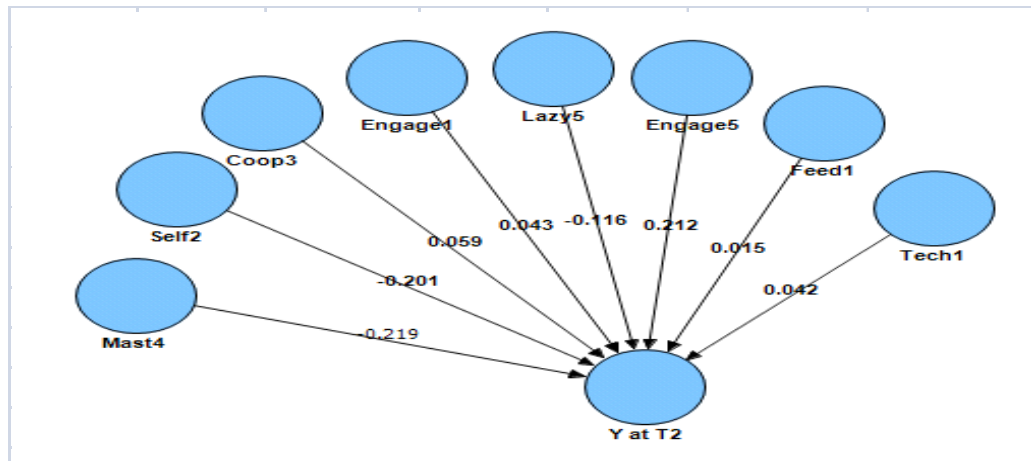 Engage1
Lazy5
Engage5
Coop3
Feed1
Self2
Tech1
Mast4
0.059
0.043
-0.116
0.212
0.015
0.042
-0.201
-0.219
Y at T2